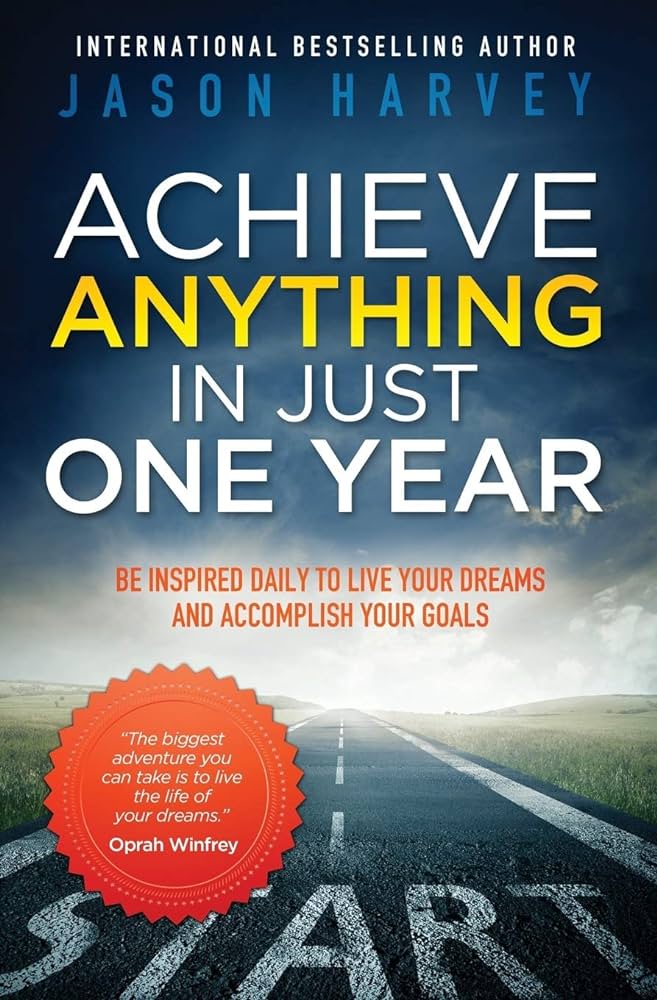 INTERNATIONAL BESTSELLING AUTHOR
JASON HARVEY
ACHIEVE
ANYTHING
IN JUST
ONE YEAR
BE INSPIRED DAILY TO LIVE YOUR DREAMS
AND ACCOMPLISH YOUR GOALS
“The biggest
adventure you
can take is to live
the life of
your dreams.”
Oprah Winfrey
START